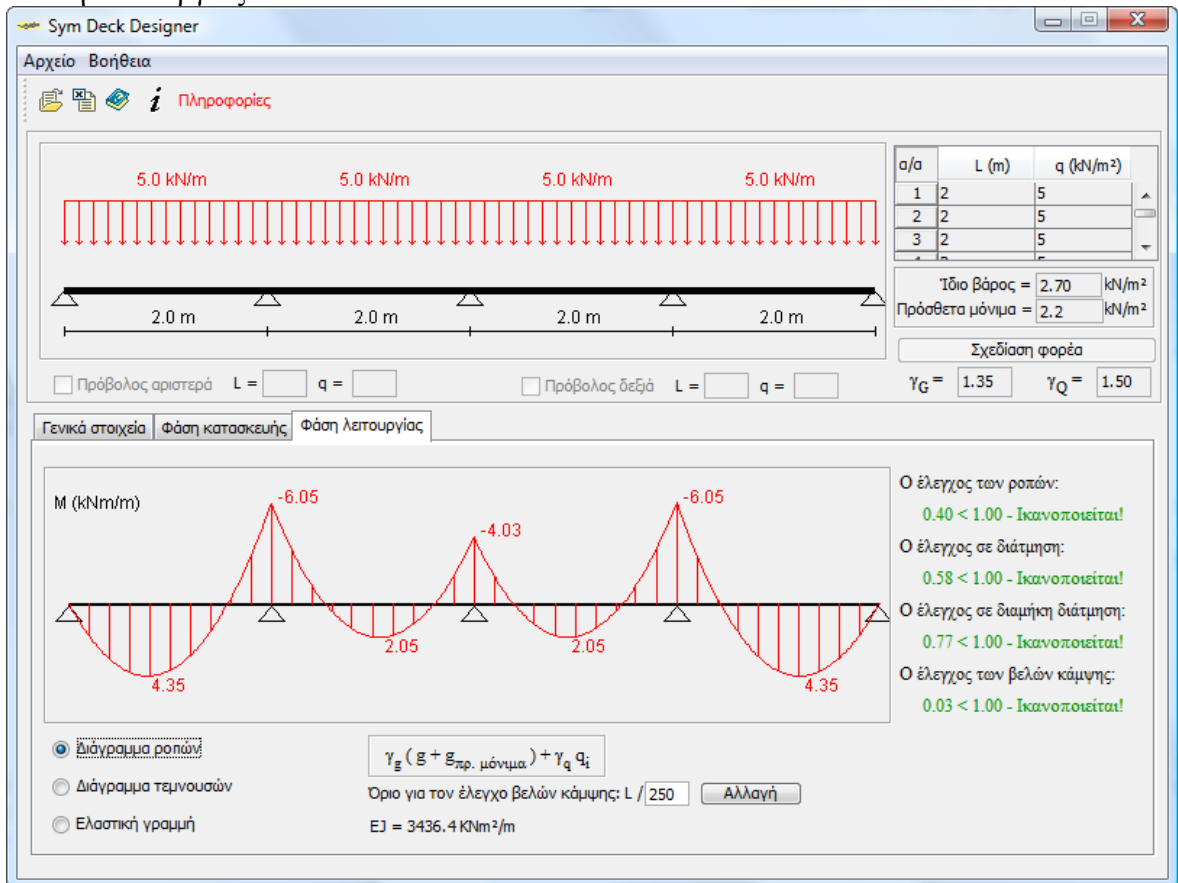 Sym Deck Designer
Αρχείο Βοήθεια
i Πληροφορίες
5.0 kN/m 5.0 kN/m 5.0 kN/m 5.0 kN/m
2.0 m 2.0 m 2.0 m 2.0 m
α/α L (m) q (kN/m²)
1 2 5
2 2 5
3 2 5
Ίδιο βάρος = 2.70 kN/m²
Πρόσθετα μόνιμα = 2.2 kN/m²
Σχεδίαση φορέα
Πρόβολος αριστερά L = q = Πρόβολος δεξιά L = q =
γG = 1.35 γQ = 1.50
Γενικά στοιχεία Φάση κατασκευής Φάση λειτουργίας
M (kNm/m)
-6.05 -4.03 -6.05
4.35 2.05 2.05 4.35
Ο έλεγχος των ροπών:
0.40 < 1.00 - Ικανοποιείται!
Ο έλεγχος σε διάτμηση:
0.58 < 1.00 - Ικανοποιείται!
Ο έλεγχος σε διαμήκη διάτμηση:
0.77 < 1.00 - Ικανοποιείται!
Ο έλεγχος των βελών κάμψης:
0.03 < 1.00 - Ικανοποιείται!
Διάγραμμα ροπών
Διάγραμμα τεμνουσών
Ελαστική γραμμή
γg ( g + gπρ. μόνιμα ) + γq qi
Όριο για τον έλεγχο βελών κάμψης: L / 250 Αλλαγή
EJ = 3436.4 KNm²/m